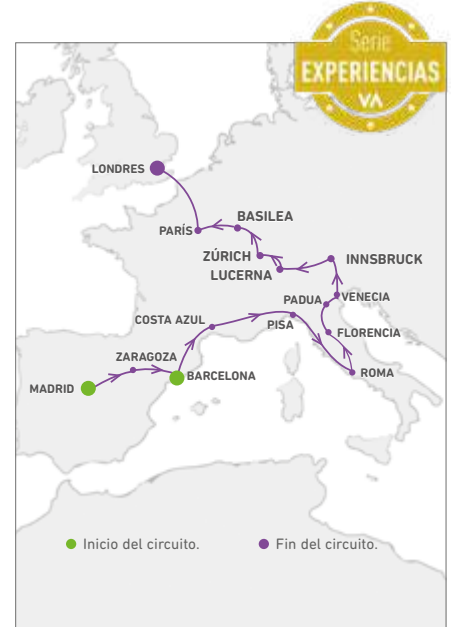 Serie
EXPERIENCIAS
VA
LONDRES
PARÍS
BASILEA
ZÚRICH
LUCERNA
INNSBRUCK
PADUA
VENECIA
COSTA AZUL
PISA
FLORENCIA
ZARAGOZA
BARCELONA
ROMA
MADRID
Inicio del circuito.
Fin del circuito.